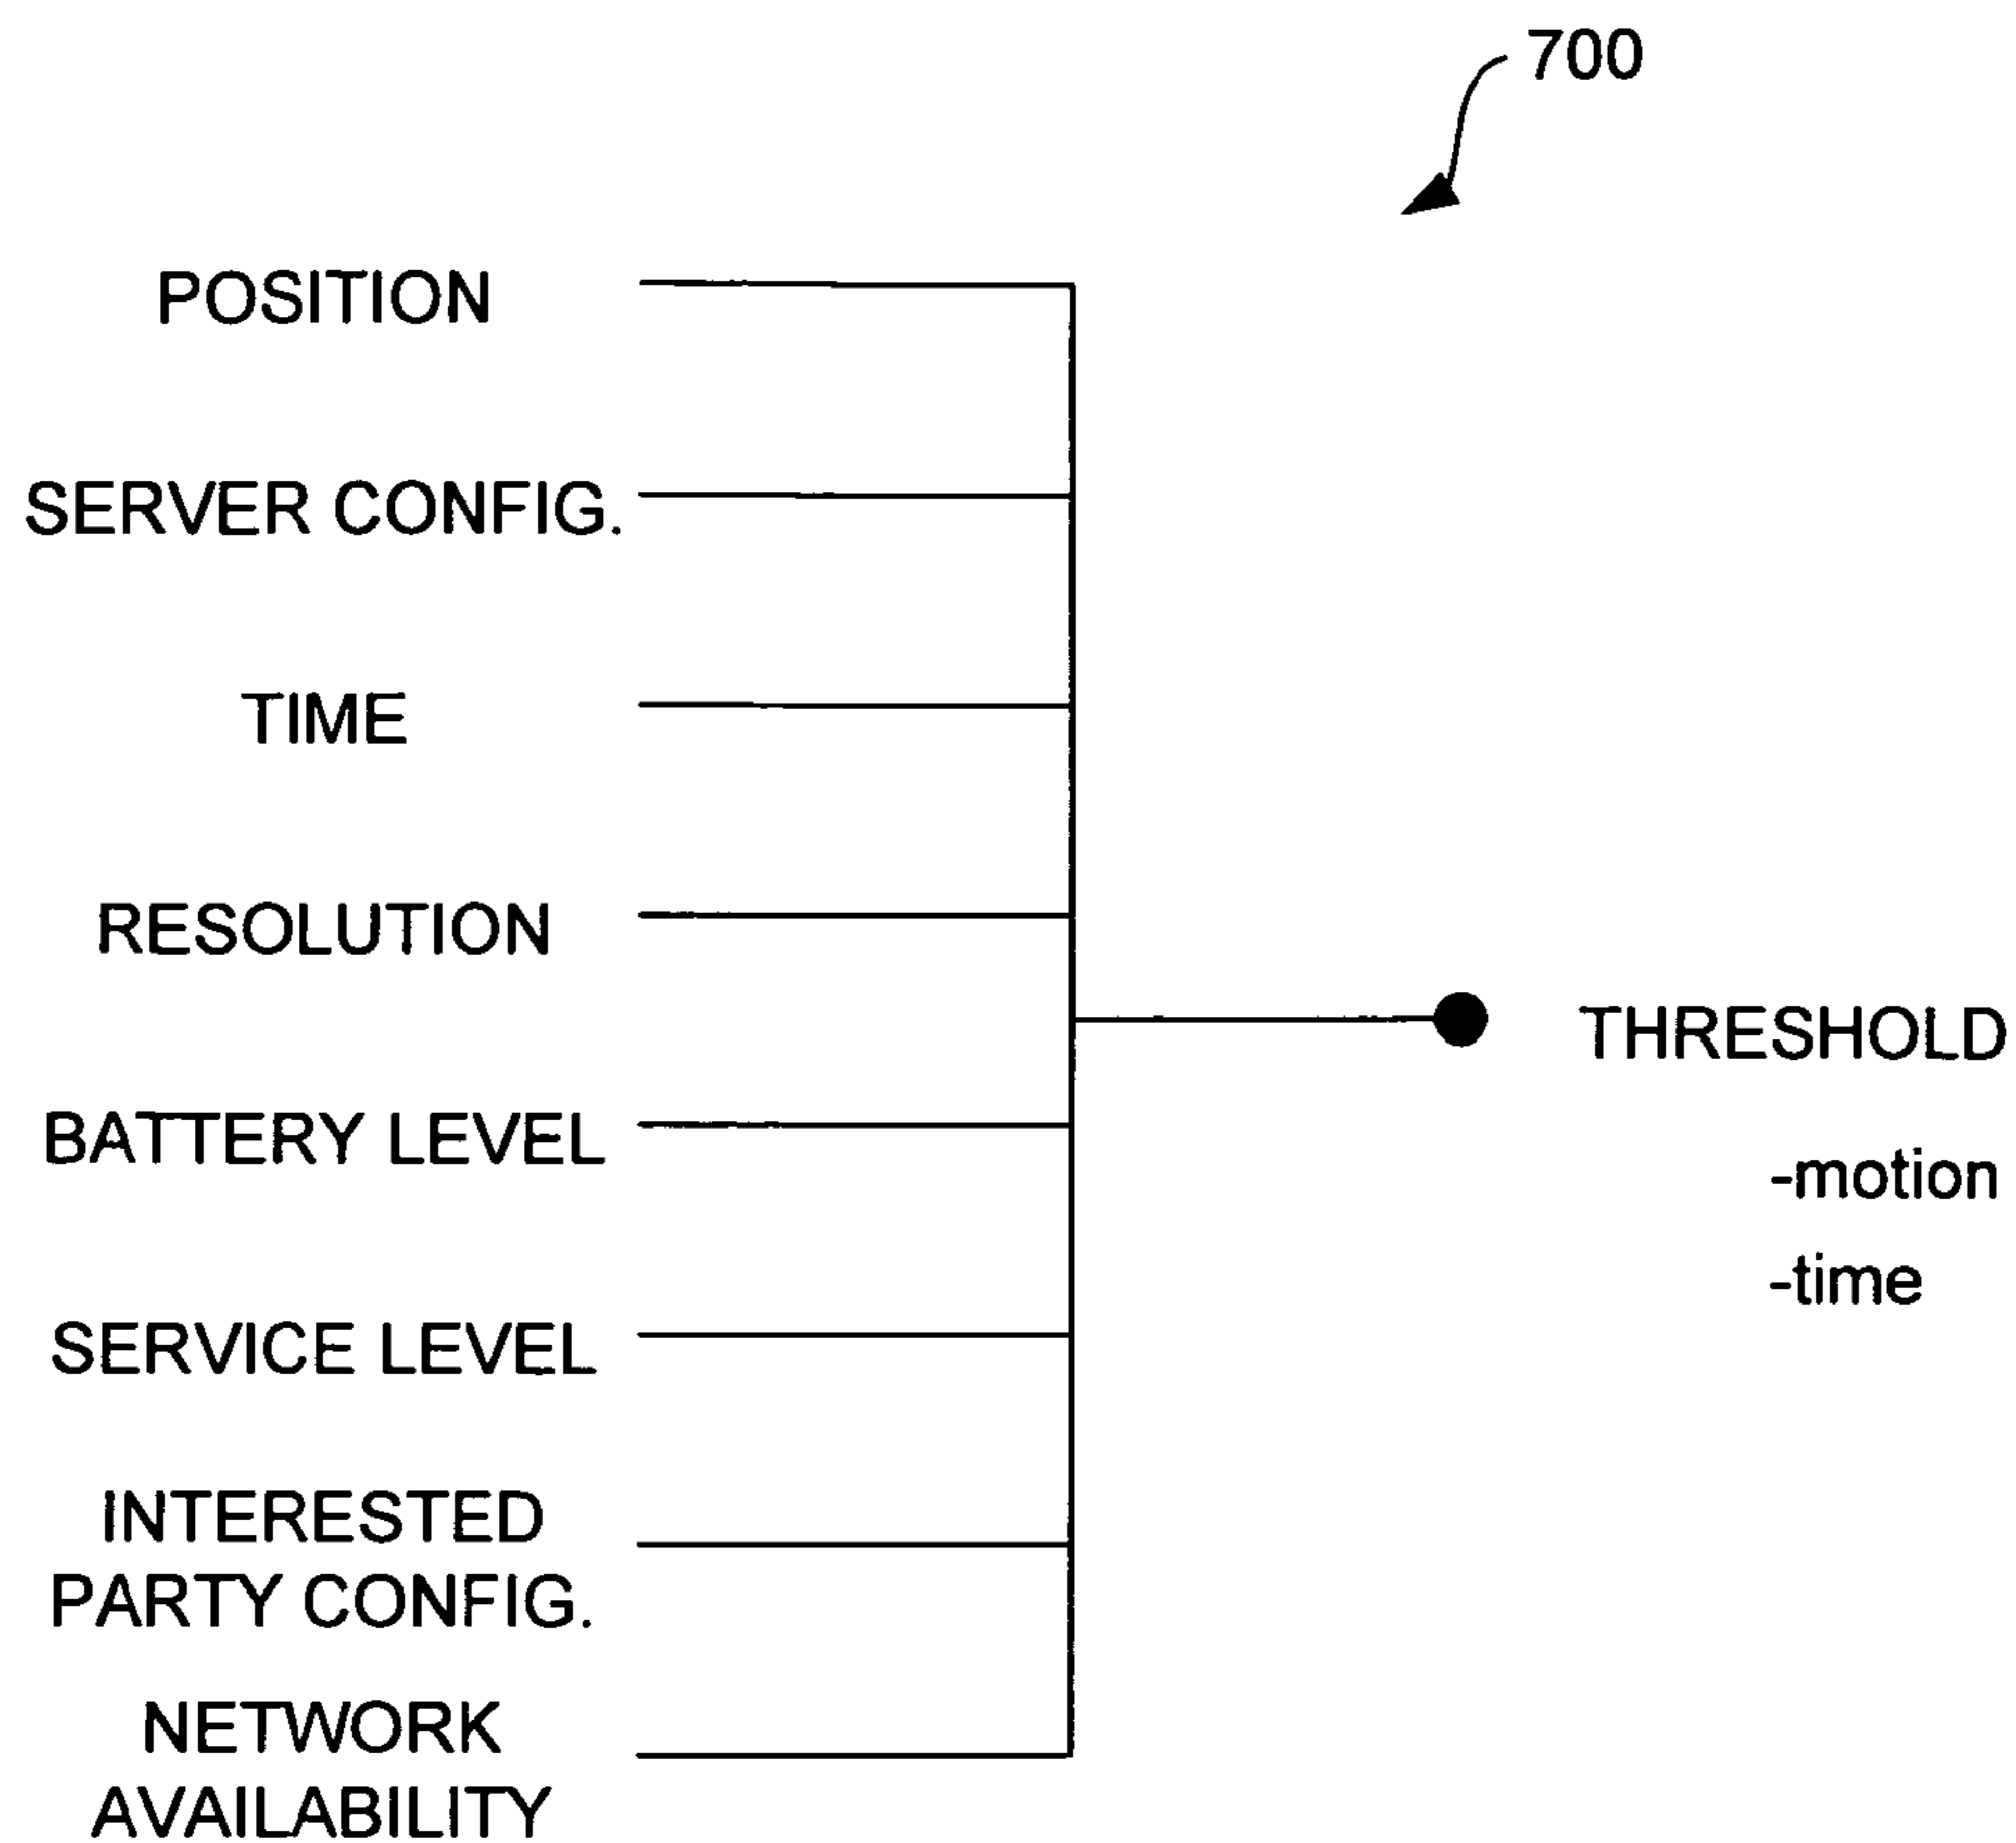 700
POSITION
SERVER CONFIG.
TIME
RESOLUTION
THRESHOLD
-motion
-time
BATTERY LEVEL
SERVICE LEVEL
INTERESTED
PARTY CONFIG.
NETWORK
AVAILABILITY